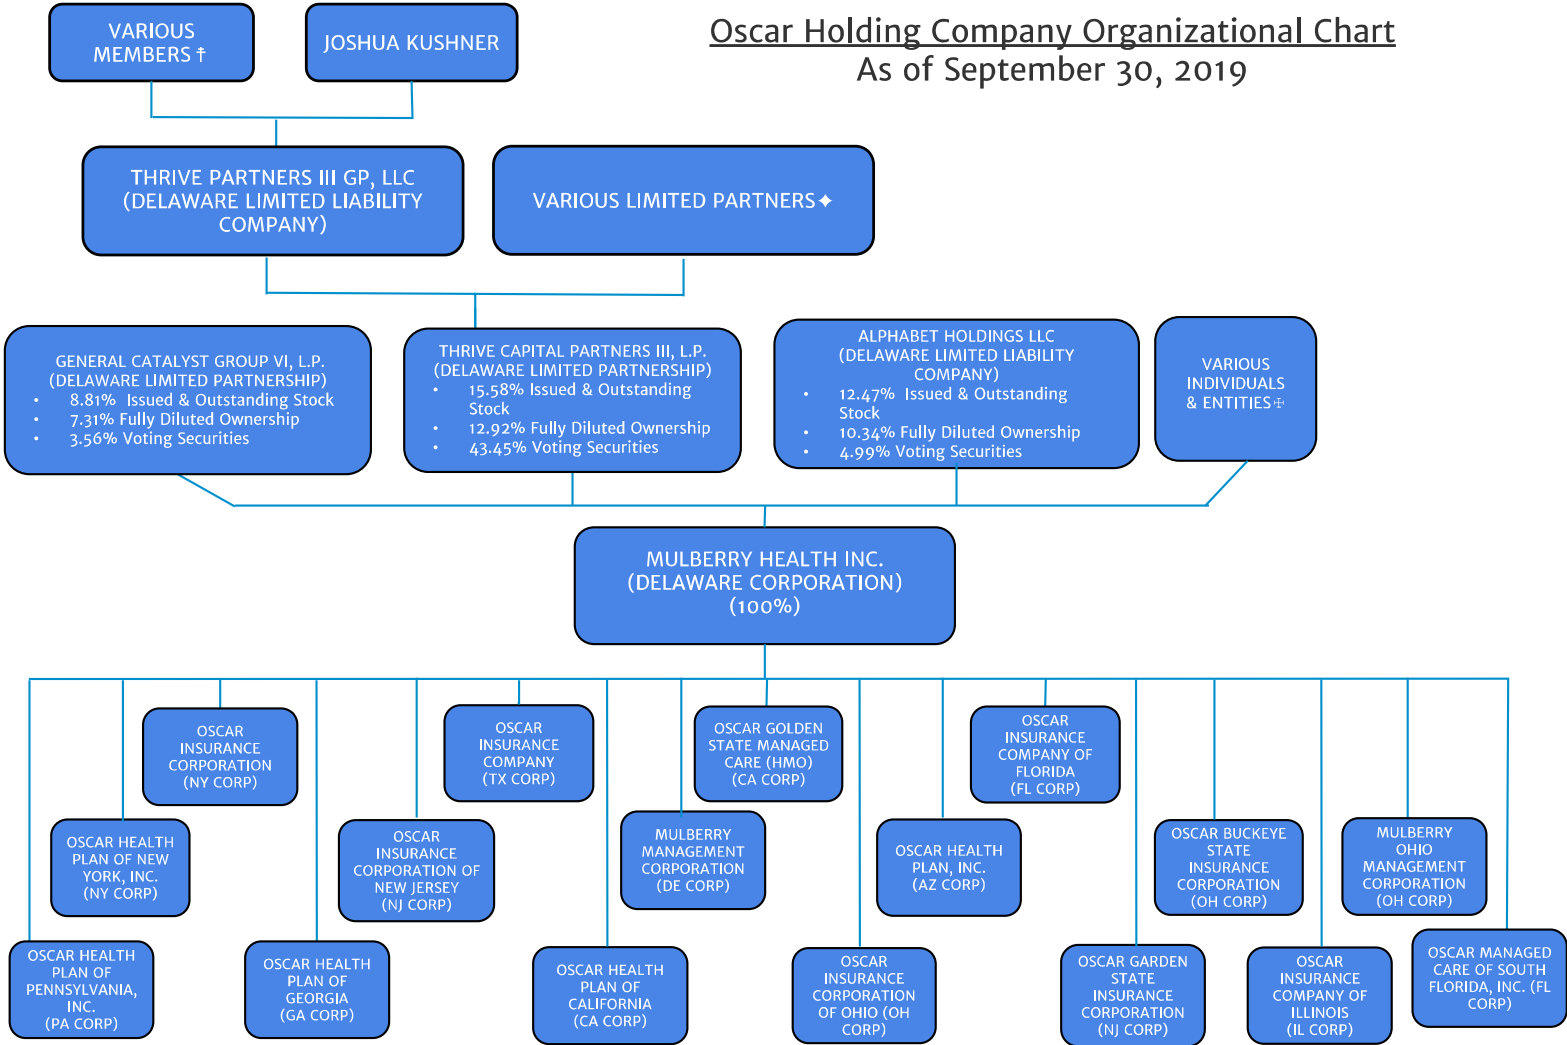 Oscar Holding Company Organizational Chart
As of September 30, 2019
VARIOUS
MEMBERS☨
JOSHUA KUSHNER
THRIVE PARTNERS III GP, LLC
(DELAWARE LIMITED LIABILITY
COMPANY)
VARIOUS LIMITED PARTNERS✦
GENERAL CATALYST GROUP VI, L.P.
(DELAWARE LIMITED PARTNERSHIP)
• 8.81% Issued & Outstanding Stock
• 7.31% Fully Diluted Ownership
• 3.56% Voting Securities
THRIVE CAPITAL PARTNERS III, L.P.
(DELAWARE LIMITED PARTNERSHIP)
• 15.58% Issued & Outstanding
Stock
• 12.92% Fully Diluted Ownership
• 43.45% Voting Securities
ALPHABET HOLDINGS LLC
(DELAWARE LIMITED LIABILITY
COMPANY)
• 12.47% Issued & Outstanding
Stock
• 10.34% Fully Diluted Ownership
• 4.99% Voting Securities
VARIOUS
INDIVIDUALS
& ENTITIES☩
MULBERRY HEALTH INC.
(DELAWARE CORPORATION)
(100%)
OSCAR
INSURANCE
CORPORATION
(NY CORP)
OSCAR
INSURANCE
COMPANY
(TX CORP)
OSCAR GOLDEN
STATE MANAGED
CARE (HMO)
(CA CORP)
OSCAR
INSURANCE
COMPANY OF
FLORIDA
(FL CORP)
OSCAR HEALTH
PLAN OF NEW
YORK, INC.
(NY CORP)
OSCAR
INSURANCE
CORPORATION OF
NEW JERSEY
(NJ CORP)
MULBERRY
MANAGEMENT
CORPORATION
(DE CORP)
OSCAR HEALTH
PLAN, INC.
(AZ CORP)
OSCAR BUCKEYE
STATE
INSURANCE
CORPORATION
(OH CORP)
MULBERRY
OHIO
MANAGEMENT
CORPORATION
(OH CORP)
OSCAR HEALTH
PLAN OF
PENNSYLVANIA,
INC.
(PA CORP)
OSCAR HEALTH
PLAN OF
GEORGIA
(GA CORP)
OSCAR HEALTH
PLAN OF
CALIFORNIA
(CA CORP)
OSCAR
INSURANCE
CORPORATION
OF OHIO (OH
CORP)
OSCAR GARDEN
STATE
INSURANCE
CORPORATION
(NJ CORP)
OSCAR
INSURANCE
COMPANY OF
ILLINOIS
(IL CORP)
OSCAR MANAGED
CARE OF SOUTH
FLORIDA, INC. (FL
CORP)